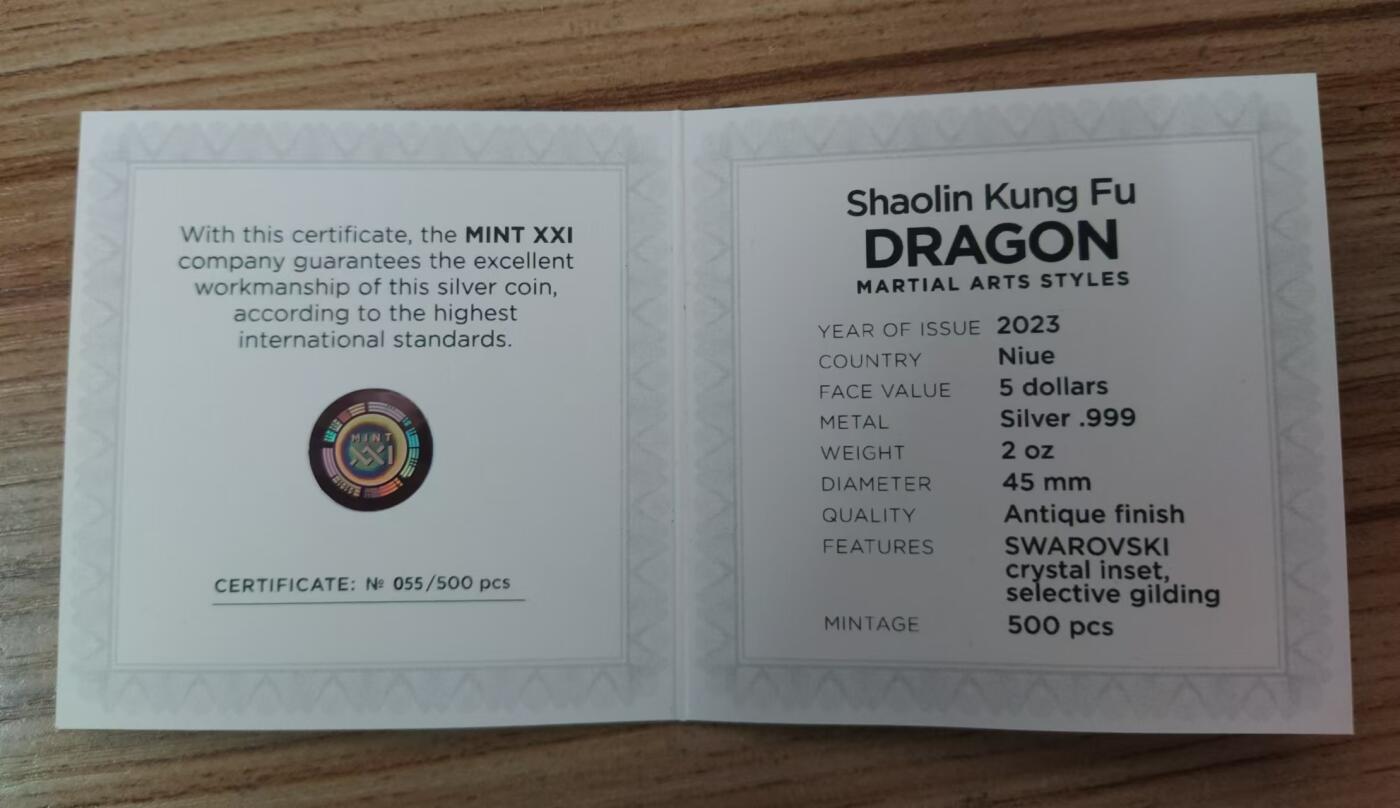 With this certificate, the MINT XXI
company guarantees the excellent
workmanship of this silver coin,
according to the highest
international standards.
MINT
XXI
CERTIFICATE: № 055/500 pcs
Shaolin Kung Fu
DRAGON
MARTIAL ARTS STYLES
YEAR OF ISSUE 2023
COUNTRY Niue
FACE VALUE 5 dollars
METAL Silver .999
WEIGHT 2 oz
DIAMETER 45 mm
QUALITY Antique finish
FEATURES SWAROVSKI
crystal inset,
selective gilding
MINTAGE 500 pcs